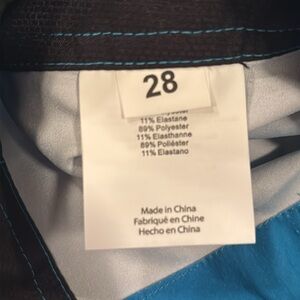 28
11% Elastane
89% Polyester
11% Elasthanne
89% Poliéster
11% Elastano
Made in China
Fabriqué en Chine
Hecho en China